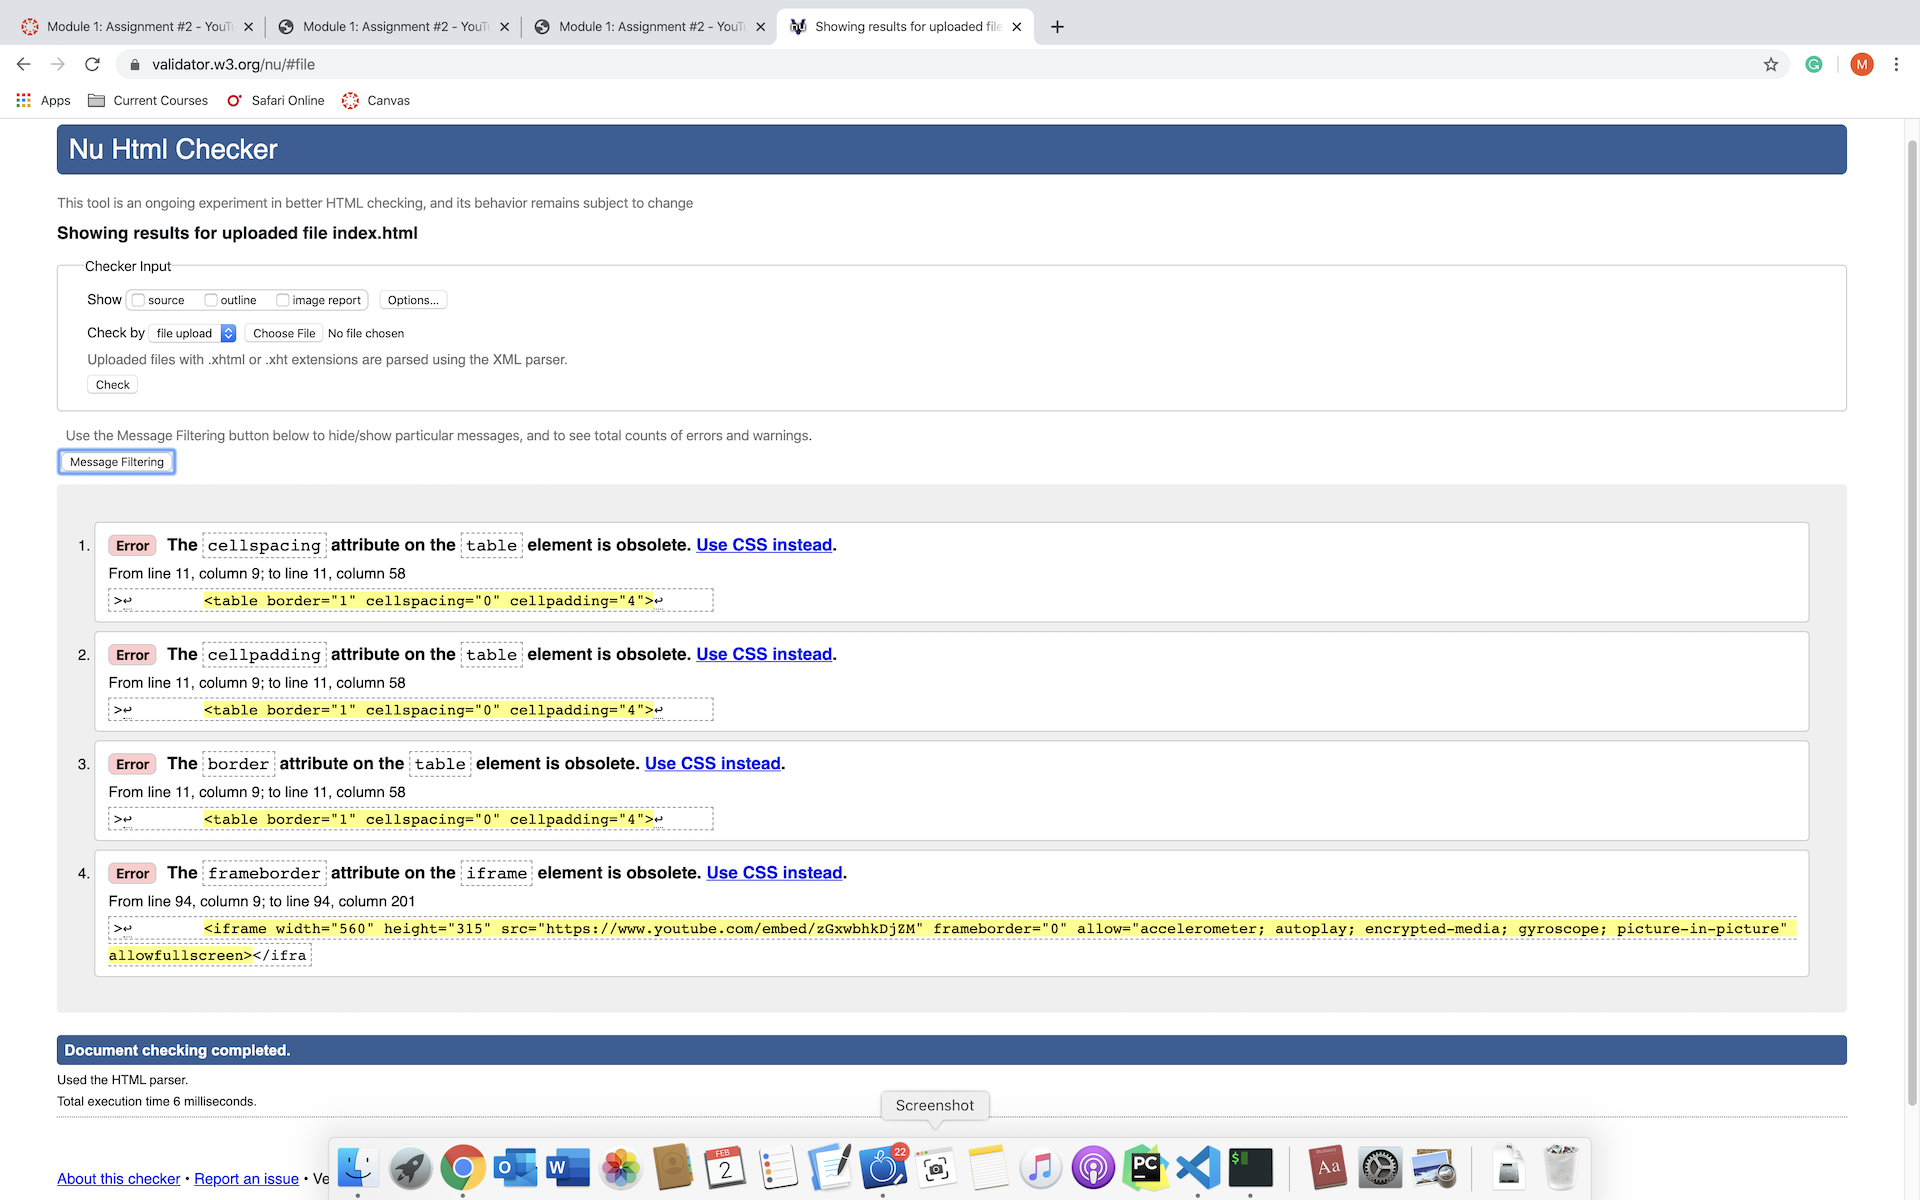 Module 1: Assignment #2 - YouTu
Module 1: Assignment #2 - YouTu
Module 1: Assignment #2 - YouTu
Showing results for uploaded file
validator.w3.org/nu/#file
M
Apps
Current Courses
Safari Online
Canvas
Nu Html Checker
This tool is an ongoing experiment in better HTML checking, and its behavior remains subject to change
Showing results for uploaded file index.html
Checker Input
Show source outline image report Options...
Check by file upload Choose File No file chosen
Uploaded files with .xhtml or .xht extensions are parsed using the XML parser.
Check
Use the Message Filtering button below to hide/show particular messages, and to see total counts of errors and warnings.
Message Filtering
1. Error The cellspacing attribute on the table element is obsolete. Use CSS instead.
From line 11, column 9; to line 11, column 58
>↩ <table border="1" cellspacing="0" cellpadding="4">↩
2. Error The cellpadding attribute on the table element is obsolete. Use CSS instead.
From line 11, column 9; to line 11, column 58
>↩ <table border="1" cellspacing="0" cellpadding="4">↩
3. Error The border attribute on the table element is obsolete. Use CSS instead.
From line 11, column 9; to line 11, column 58
>↩ <table border="1" cellspacing="0" cellpadding="4">↩
4. Error The frameborder attribute on the iframe element is obsolete. Use CSS instead.
From line 94, column 9; to line 94, column 201
>↩ <iframe width="560" height="315" src="https://www.youtube.com/embed/zGxwbhkDjZM" frameborder="0" allow="accelerometer; autoplay; encrypted-media; gyroscope; picture-in-picture"
allowfullscreen></ifra
Document checking completed.
Used the HTML parser.
Total execution time 6 milliseconds.
Screenshot
About this checker • Report an issue • Ve
O
W
FEB
2
22
PC
$
Aa